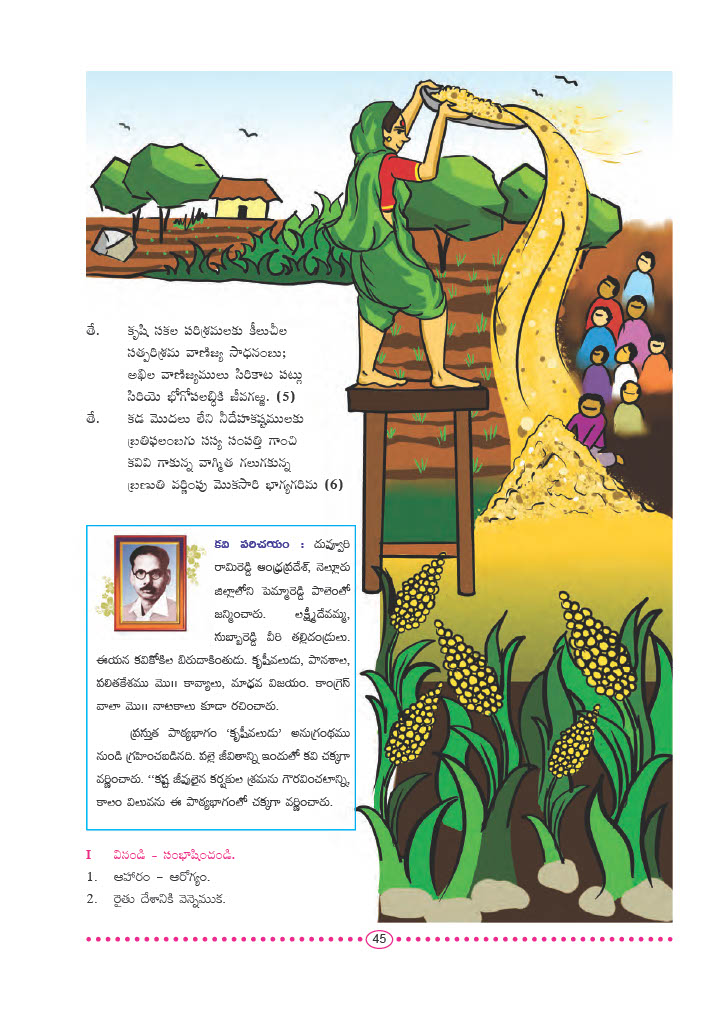 తే. కృషి సకల పరిశ్రమలకు కీలుచీల
సత్పరిశ్రమ వాణిజ్య సాధనంబు;
అఖిల వాణిజ్యములు సిరికాట పట్లు
సిరియె భోగోపలబ్ధికి జీవగఱ్ఱ. (5)
తే. కడ మొదలు లేని నీదేహకష్టములకు
బ్రతిఫలంబగు సస్య సంపత్తి గాంచి
కవిని గాకున్న వాగ్మిత గలుగకున్న
బ్రణుతి వర్ణింపు మొకసారి భాగ్యగరిమ (6)
కవి పరిచయం : దువ్వూరి
రామిరెడ్డి ఆంధ్రప్రదేశ్, నెల్లూరు
జిల్లాలోని పెమ్మారెడ్డి పాలెంలో
జన్మించారు. లక్ష్మీదేవమ్మ,
సుబ్బారెడ్డి వీరి తల్లిదండ్రులు.
ఈయన కవికోకిల బిరుదాంకితుడు. కృషీవలుడు, పానశాల,
పలితకేశము మొ॥ కావ్యాలు, మాధవ విజయం. కాంగ్రెస్
వాలా మొ॥ నాటకాలు కూడా రచించారు.
ప్రస్తుత పాఠ్యభాగం ‘కృషీవలుడు’ అనుగ్రంథము
నుండి గ్రహించబడినది. పల్లె జీవితాన్ని ఇందులో కవి చక్కగా
వర్ణించారు. “కష్ట జీవులైన కర్షకుల శ్రమను గౌరవించటాన్ని,
కాలం విలువను ఈ పాఠ్యభాగంలో చక్కగా వర్ణించారు.
I వినండి - సంభాషించండి.
1. ఆహారం - ఆరోగ్యం.
2. రైతు దేశానికి వెన్నెముక.
45